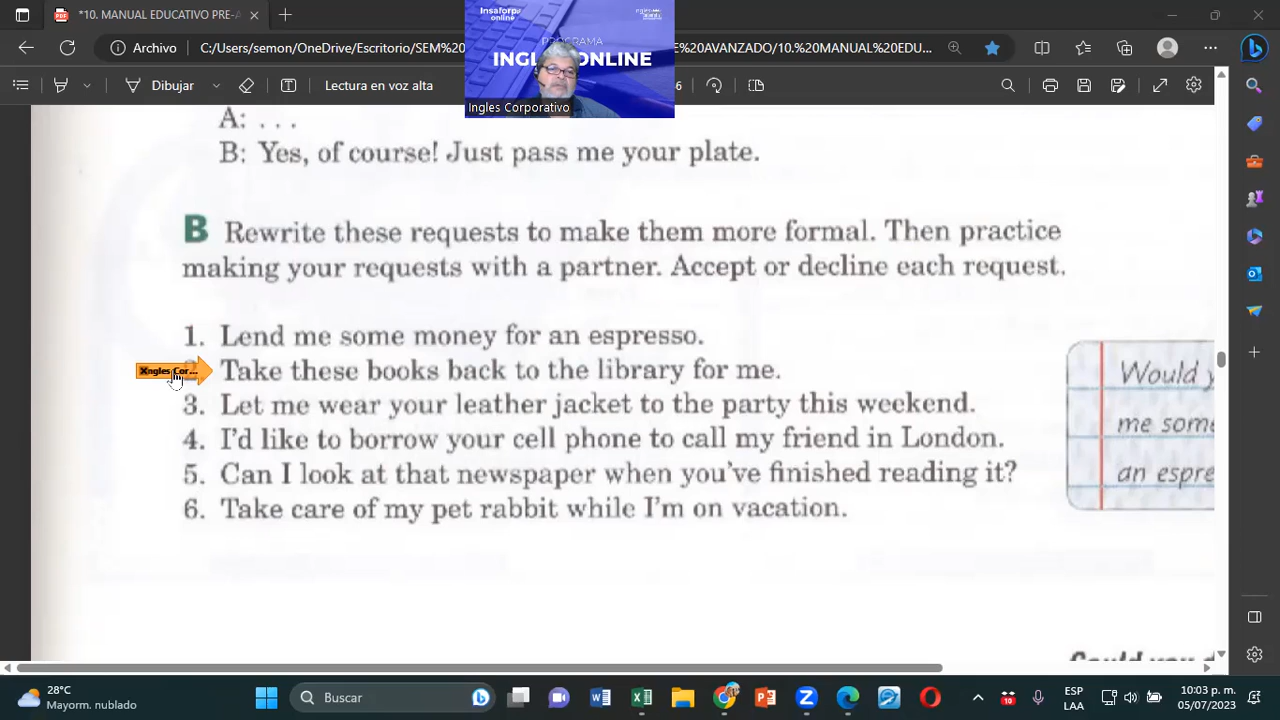 *10. MANUAL EDUCATIVO PRE-A
Archivo
C:/Users/semon/OneDrive/Escritorio/SEM%20
E%20AVANZADO/10.%20MANUAL%20EDU...
Dibujar
Lectura en voz alta
Insaforp
online
PROGRAMA
ONLINE
Ingles Corporativo
A: . . .
B: Yes, of course! Just pass me your plate.
B Rewrite these requests to make them more formal. Then practice
making your requests with a partner. Accept or decline each request.
1. Lend me some money for an espresso.
Ingles Cor...
Take these books back to the library for me.
3. Let me wear your leather jacket to the party this weekend.
4. I'd like to borrow your cell phone to call my friend in London.
5. Can I look at that newspaper when you've finished reading it?
6. Take care of my pet rabbit while I'm on vacation.
Would y
me some
an espre
28°C
Mayorm. nublado
Buscar
10
ESP
LAA
10:03 p. m.
05/07/2023